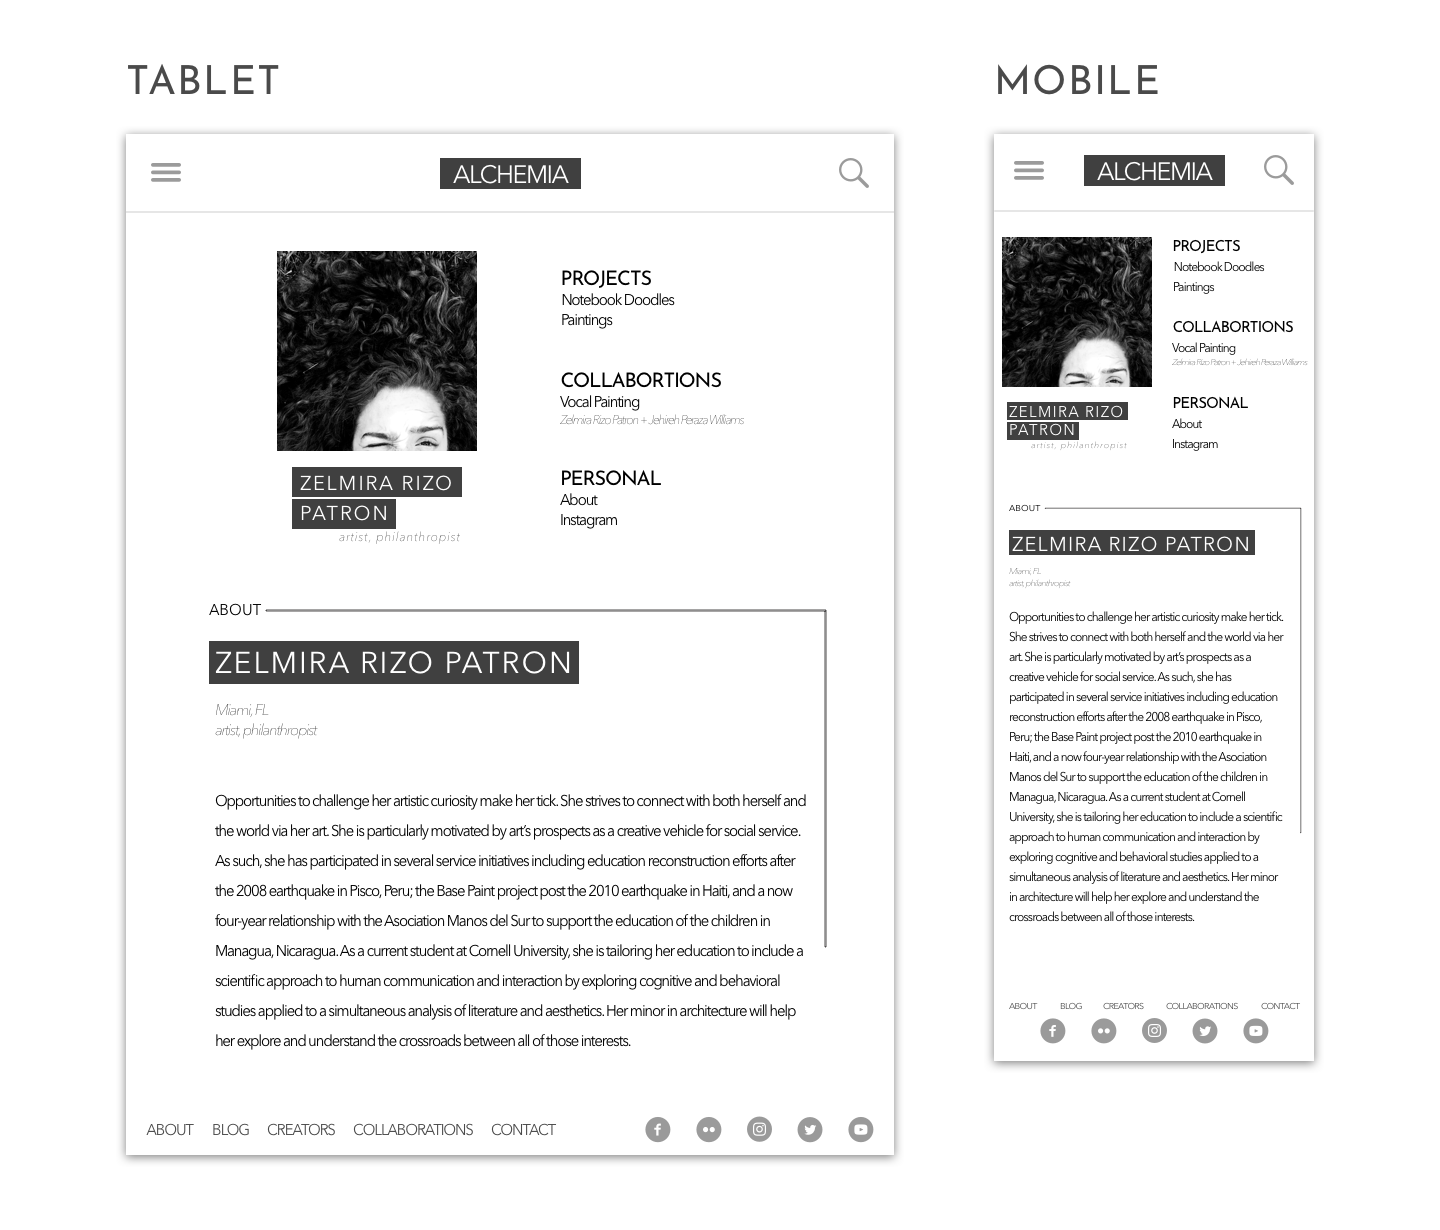 TABLET
ALCHEMIA
PROJECTS
Notebook Doodles
Paintings
COLLABORTIONS
Vocal Painting
Zelmira Rizo Patron + Jehireh Peraza Williams
PERSONAL
About
Instagram
ZELMIRA RIZO
PATRON
artist, philanthropist
ABOUT
ZELMIRA RIZO PATRON
Miami, FL
artist, philanthropist
Opportunities to challenge her artistic curiosity make her tick. She strives to connect with both herself and
the world via her art. She is particularly motivated by art's prospects as a creative vehicle for social service.
As such, she has participated in several service initiatives including education reconstruction efforts after
the 2008 earthquake in Pisco, Peru; the Base Paint project post the 2010 earthquake in Haiti, and a now
four-year relationship with the Asociation Manos del Sur to support the education of the children in
Managua, Nicaragua. As a current student at Cornell University, she is tailoring her education to include a
scientific approach to human communication and interaction by exploring cognitive and behavioral
studies applied to a simultaneous analysis of literature and aesthetics. Her minor in architecture will help
her explore and understand the crossroads between all of those interests.
ABOUT BLOG CREATORS COLLABORATIONS CONTACT
MOBILE
ALCHEMIA
PROJECTS
Notebook Doodles
Paintings
COLLABORTIONS
Vocal Painting
Zelmira Rizo Patron + Jehireh Peraza Williams
PERSONAL
About
Instagram
ZELMIRA RIZO
PATRON
artist, philanthropist
ABOUT
ZELMIRA RIZO PATRON
Miami, FL
artist, philanthropist
Opportunities to challenge her artistic curiosity make her tick.
She strives to connect with both herself and the world via her
art. She is particularly motivated by art's prospects as a
creative vehicle for social service. As such, she has
participated in several service initiatives including education
reconstruction efforts after the 2008 earthquake in Pisco,
Peru; the Base Paint project post the 2010 earthquake in
Haiti, and a now four-year relationship with the Asociation
Manos del Sur to support the education of the children in
Managua, Nicaragua. As a current student at Cornell
University, she is tailoring her education to include a scientific
approach to human communication and interaction by
exploring cognitive and behavioral studies applied to a
simultaneous analysis of literature and aesthetics. Her minor
in architecture will help her explore and understand the
crossroads between all of those interests.
ABOUT BLOG CREATORS COLLABORATIONS CONTACT